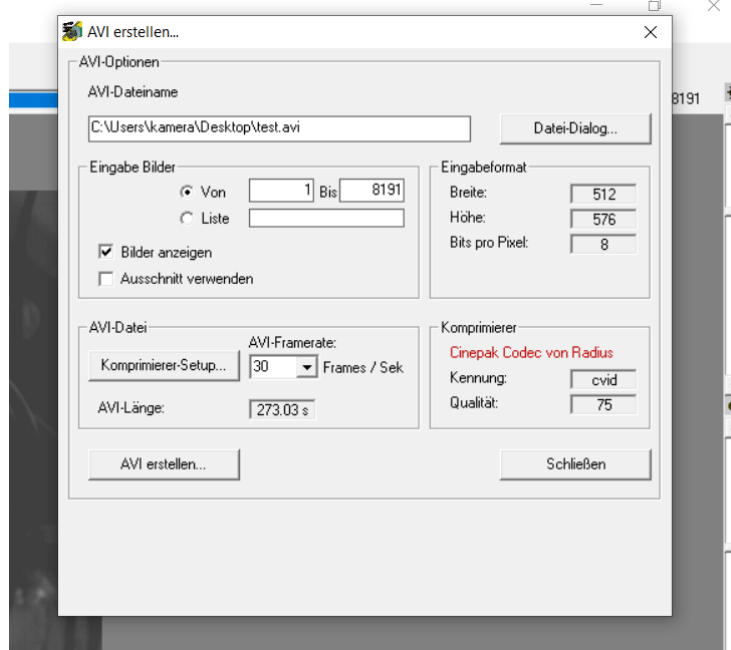 AVI erstellen...
8191
AVI-Optionen
AVI-Dateiname
C:\Users\kamera\Desktop\test.avi
Datei-Dialog...
Eingabe Bilder
Von 1 Bis 8191
Liste
Bilder anzeigen
Ausschnitt verwenden
Eingabeformat
Breite: 512
Höhe: 576
Bits pro Pixel: 8
AVI-Datei
AVI-Framerate:
Komprimierer-Setup... 30 Frames / Sek
AVI-Länge: 273.03 s
Komprimierer
Cinepak Codec von Radius
Kennung: cvid
Qualität: 75
AVI erstellen...
Schließen